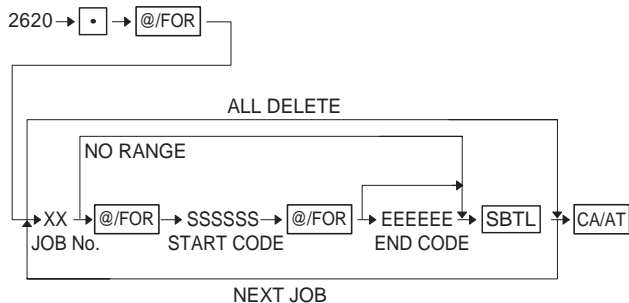 2620 • @/FOR
ALL DELETE
NO RANGE
XX @/FOR SSSSSS @/FOR EEEEEE SBTL CA/AT
JOB No. START CODE END CODE
NEXT JOB